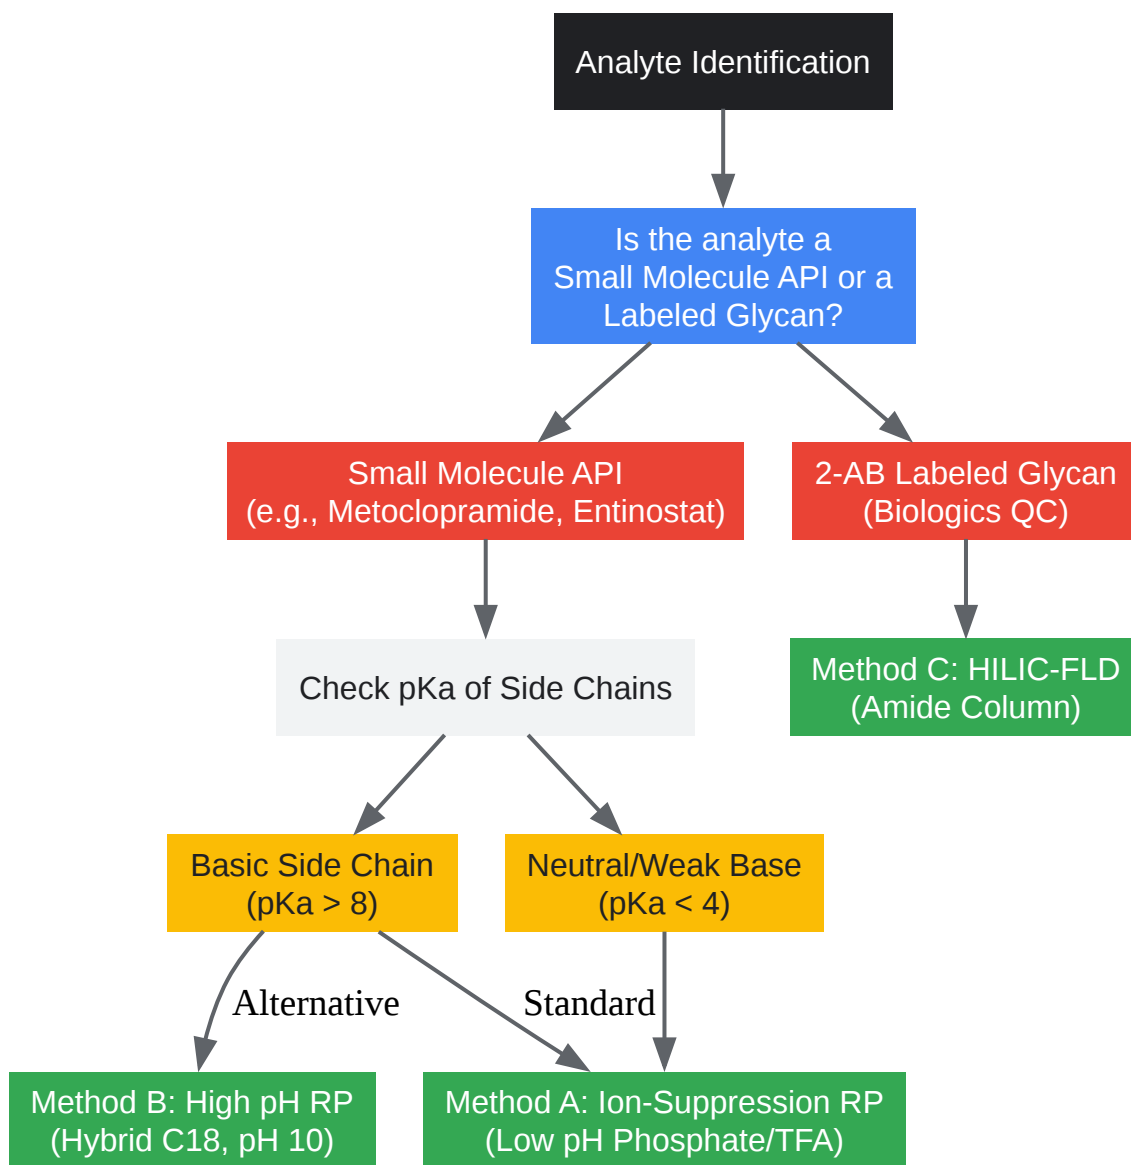 Analyte Identification
Is the analyte a
Small Molecule API or a
Labeled Glycan?
Small Molecule API
(e.g., Metoclopramide, Entinostat)
2-AB Labeled Glycan
(Biologics QC)
Check pKa of Side Chains
Method C: HILIC-FLD
(Amide Column)
Basic Side Chain
(pKa > 8)
Neutral/Weak Base
(pKa < 4)
Alternative
Standard
Method B: High pH RP
(Hybrid C18, pH 10)
Method A: Ion-Suppression RP
(Low pH Phosphate/TFA)